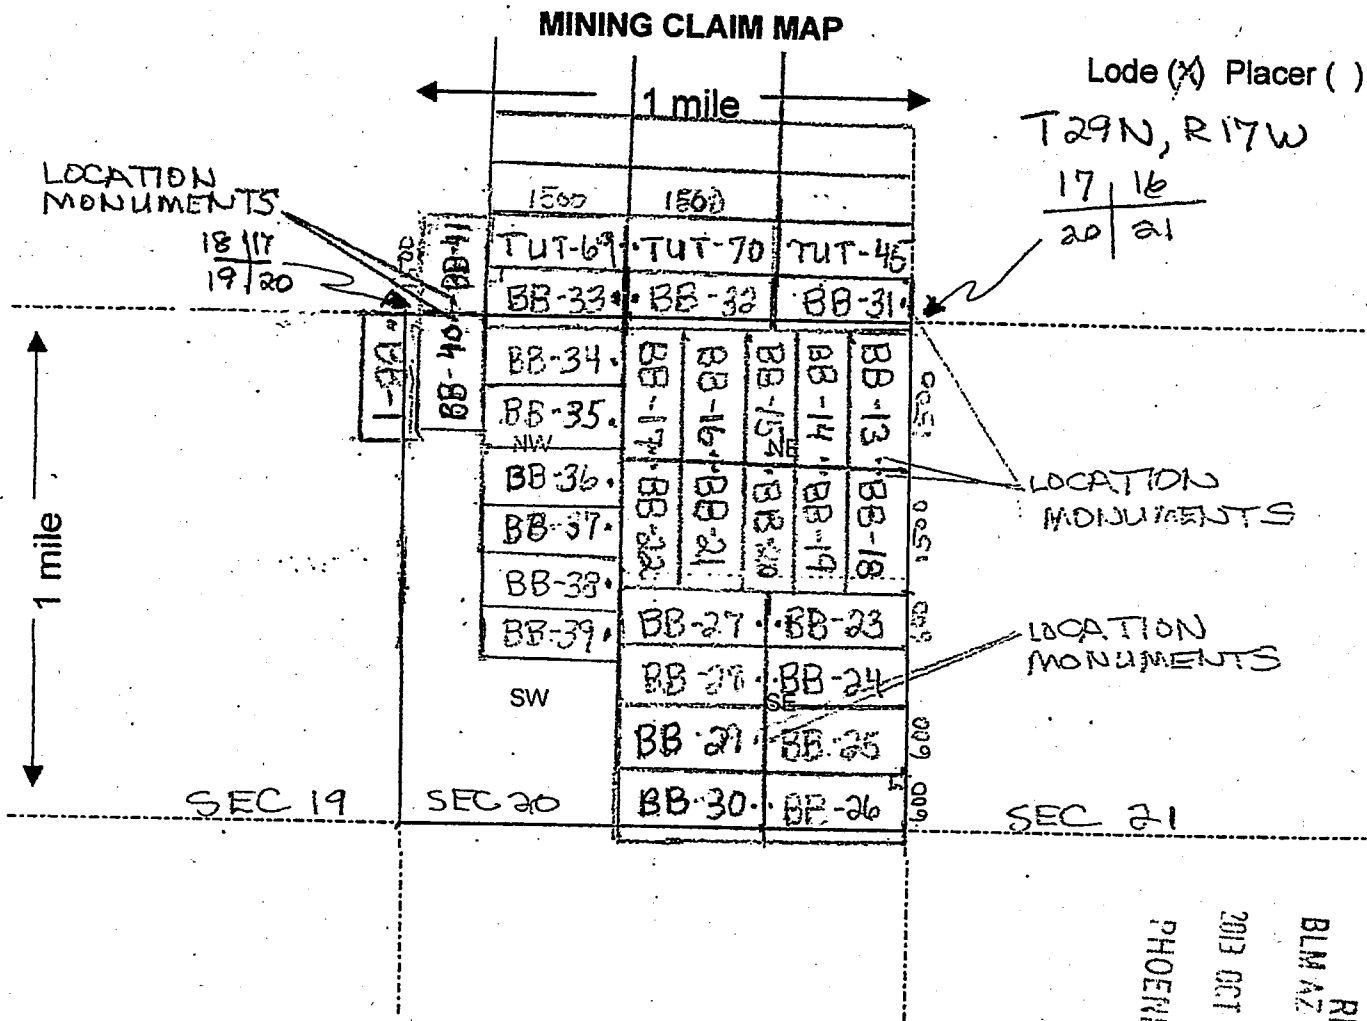 MINING CLAIM MAP
Lode (X) Placer ( )
1 mile
T29N, R17W
17 | 16
20 | 21
LOCATION
MONUMENTS
18 | 17
19 | 20
1500 1500
TUT-69 TUT-70 TUT-45
BB-33 BB-32 BB-31
BB-41
BB-40
BB-34
BB-35
NW
BB-36
BB-37
BB-38
BB-39
SW
BB-17 BB-16 BB-15 BB-14 BB-13
NE
1500
BB-22 BB-21 BB-20 BB-19 BB-18
1500
LOCATION
MONUMENTS
BB-27 BB-23
600
BB-28 BB-24
SE
BB-29 BB-25
600
BB-30 BB-26
600
LOCATION
MONUMENTS
1 mile
SEC 19 SEC 20 SEC 21
BLM AZ
2013 OCT